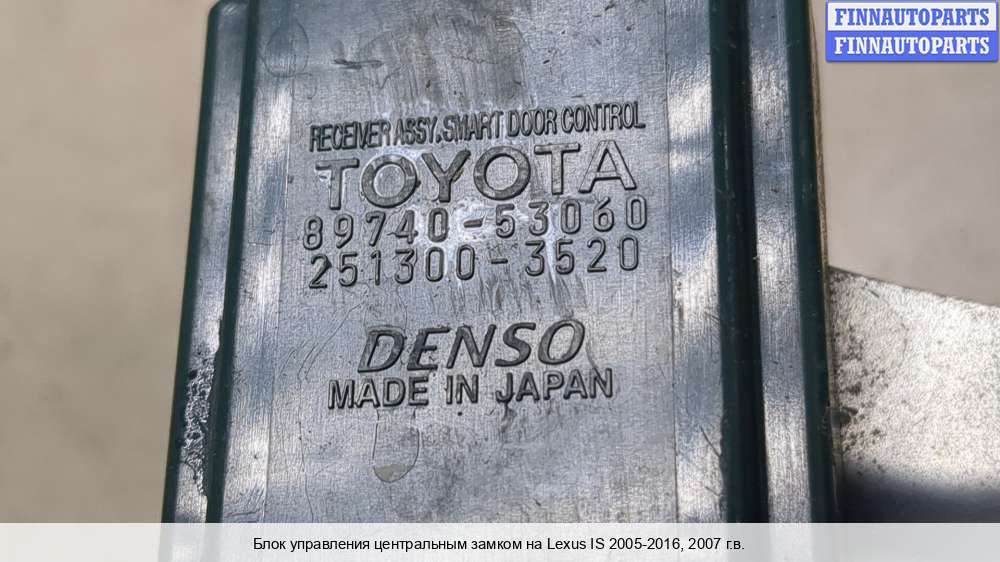 FINNAUTOPARTS
FINNAUTOPARTS
RECEIVER ASSY, SMART DOOR CONTROL
TOYOTA
89740-53060
251300-3520
DENSO
MADE IN JAPAN
Блок управления центральным замком на Lexus IS 2005-2016, 2007 г.в.